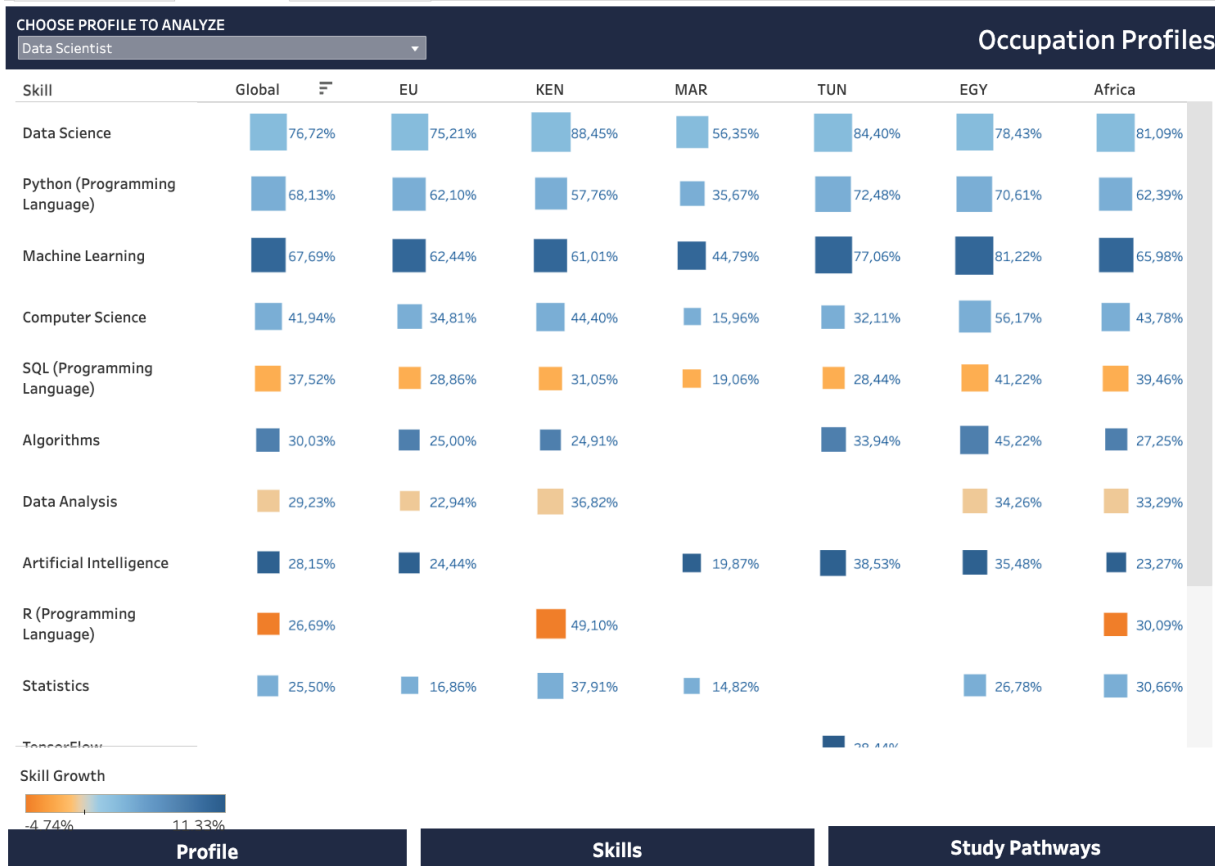 CHOOSE PROFILE TO ANALYZE
Data Scientist
Occupation Profiles
Skill Global EU KEN MAR TUN EGY Africa
Data Science 76,72% 75,21% 88,45% 56,35% 84,40% 78,43% 81,09%
Python (Programming
Language) 68,13% 62,10% 57,76% 35,67% 72,48% 70,61% 62,39%
Machine Learning 67,69% 62,44% 61,01% 44,79% 77,06% 81,22% 65,98%
Computer Science 41,94% 34,81% 44,40% 15,96% 32,11% 56,17% 43,78%
SQL (Programming
Language) 37,52% 28,86% 31,05% 19,06% 28,44% 41,22% 39,46%
Algorithms 30,03% 25,00% 24,91% 33,94% 45,22% 27,25%
Data Analysis 29,23% 22,94% 36,82% 34,26% 33,29%
Artificial Intelligence 28,15% 24,44% 19,87% 38,53% 35,48% 23,27%
R (Programming
Language) 26,69% 49,10% 30,09%
Statistics 25,50% 16,86% 37,91% 14,82% 26,78% 30,66%
TensorFlow
Skill Growth
-4,74% 11,33%
Profile Skills Study Pathways